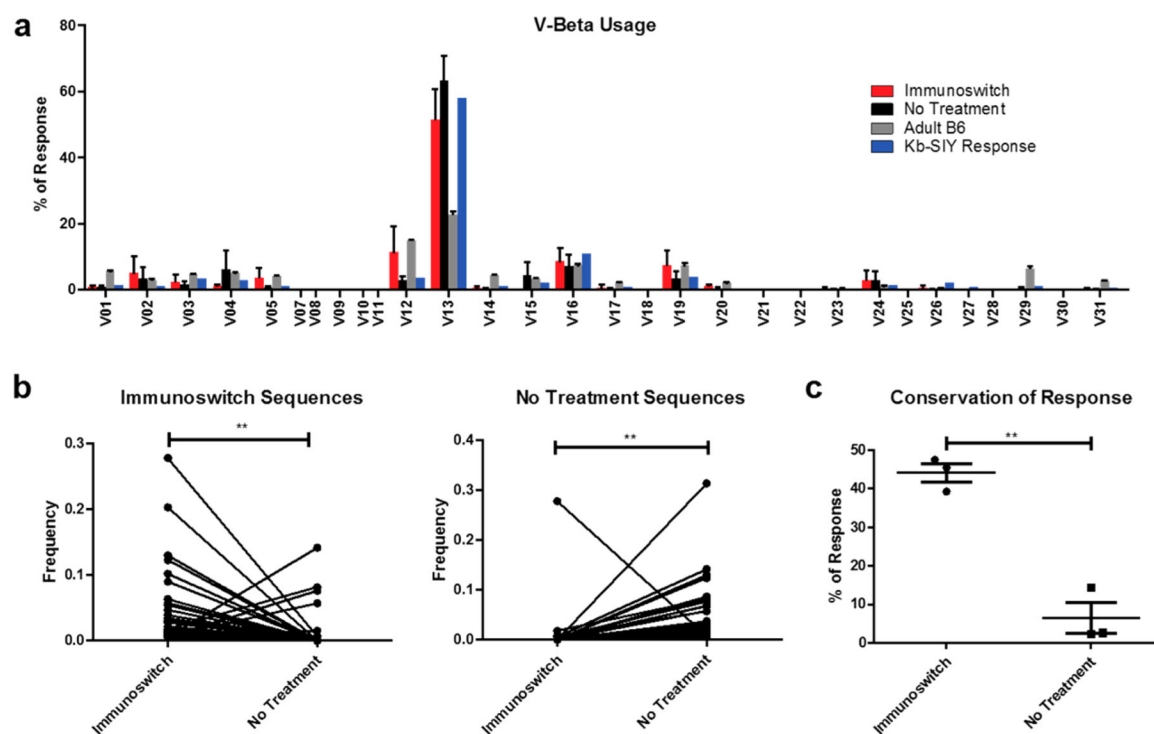 a
V-Beta Usage
80
60
40
20
0
% of Response
Immunoswitch
No Treatment
Adult B6
Kb-SIY Response
V01
V02
V03
V04
V05
V07
V08
V09
V10
V11
V12
V13
V14
V15
V16
V17
V18
V19
V20
V21
V22
V23
V24
V25
V26
V27
V28
V29
V30
V31
b
Immunoswitch Sequences
**
0.3
0.2
0.1
0.0
Frequency
Immunoswitch
No Treatment
No Treatment Sequences
**
0.4
0.3
0.2
0.1
0.0
Frequency
Immunoswitch
No Treatment
c
Conservation of Response
**
50
40
30
20
10
0
% of Response
Immunoswitch
No Treatment